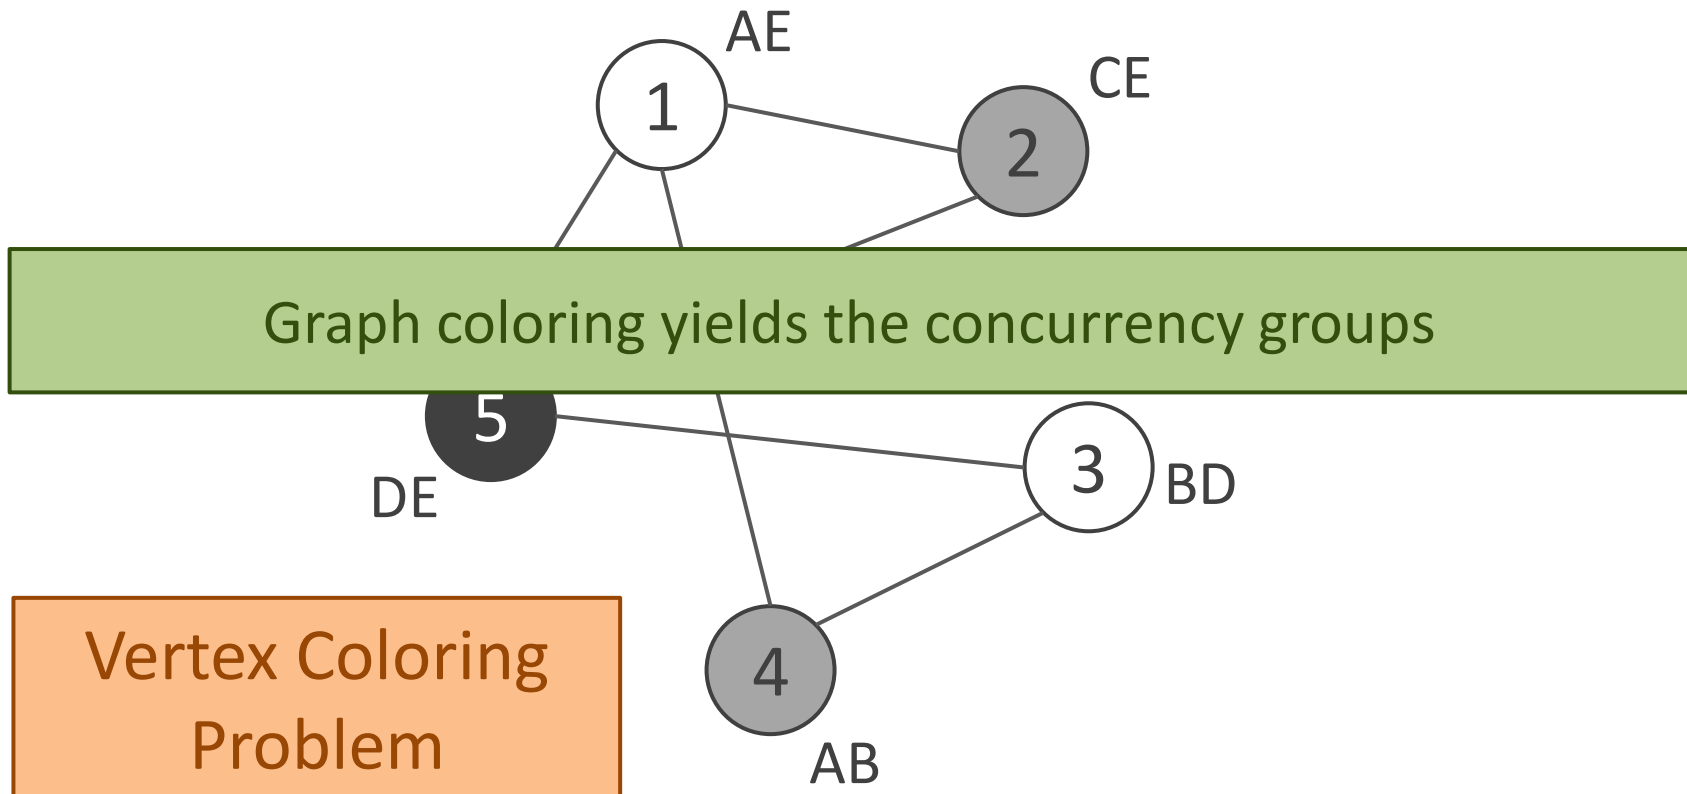 AE
1
CE
2
Graph coloring yields the concurrency groups
5
3
BD
DE
Vertex Coloring
Problem
4
AB